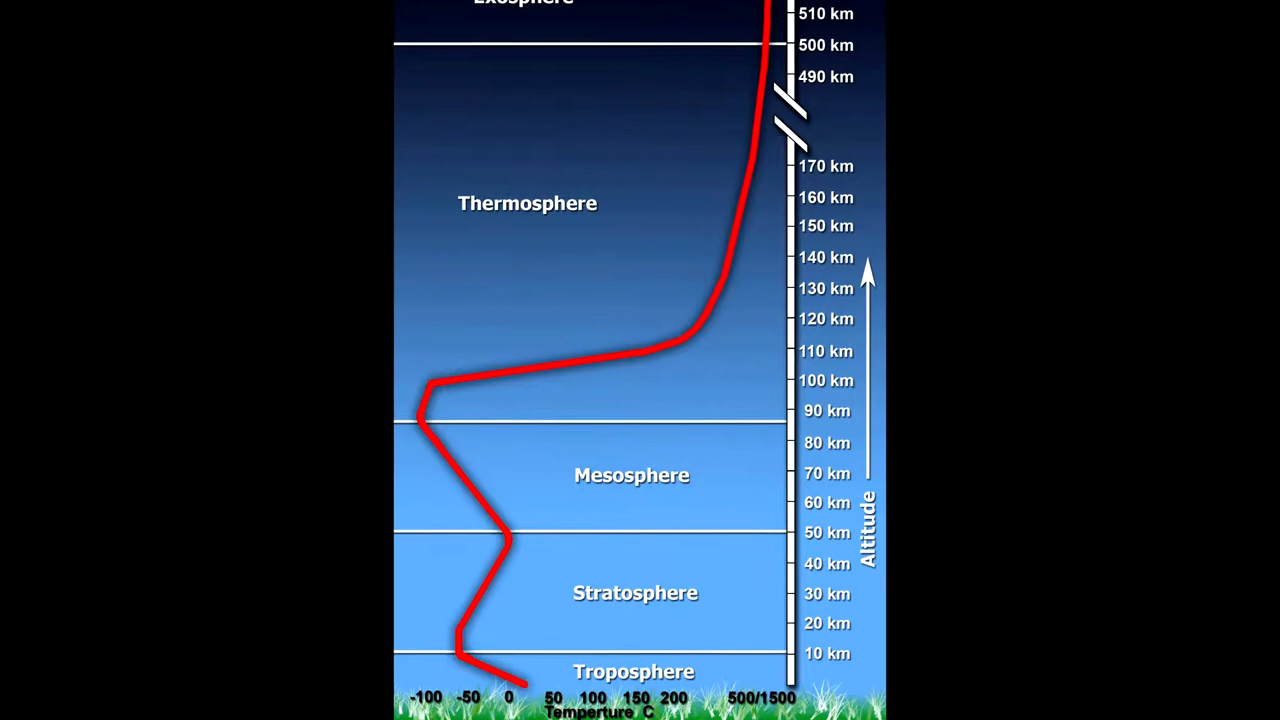 Exosphere
510 km
500 km
490 km
170 km
Thermosphere
160 km
150 km
140 km
130 km
120 km
110 km
100 km
90 km
80 km
Mesosphere
70 km
60 km
50 km
Altitude
40 km
Stratosphere
30 km
20 km
10 km
Troposphere
-100 -50 0 50 100 150 200 500/1500
Temperture C